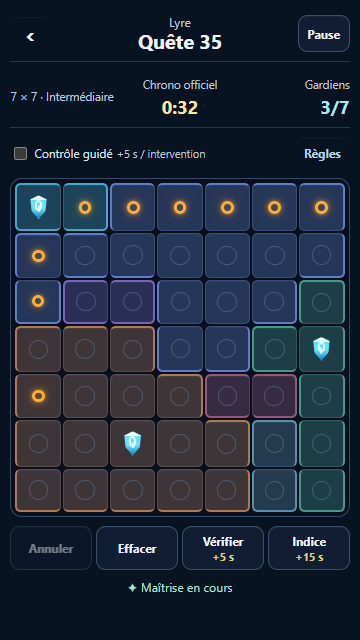 Lyre
Quête 35
Pause
7 × 7 · Intermédiaire
Chrono officiel
0:32
Gardiens
3/7
Contrôle guidé +5 s / intervention
Règles
Annuler
Effacer
Vérifier
+5 s
Indice
+15 s
✦ Maîtrise en cours